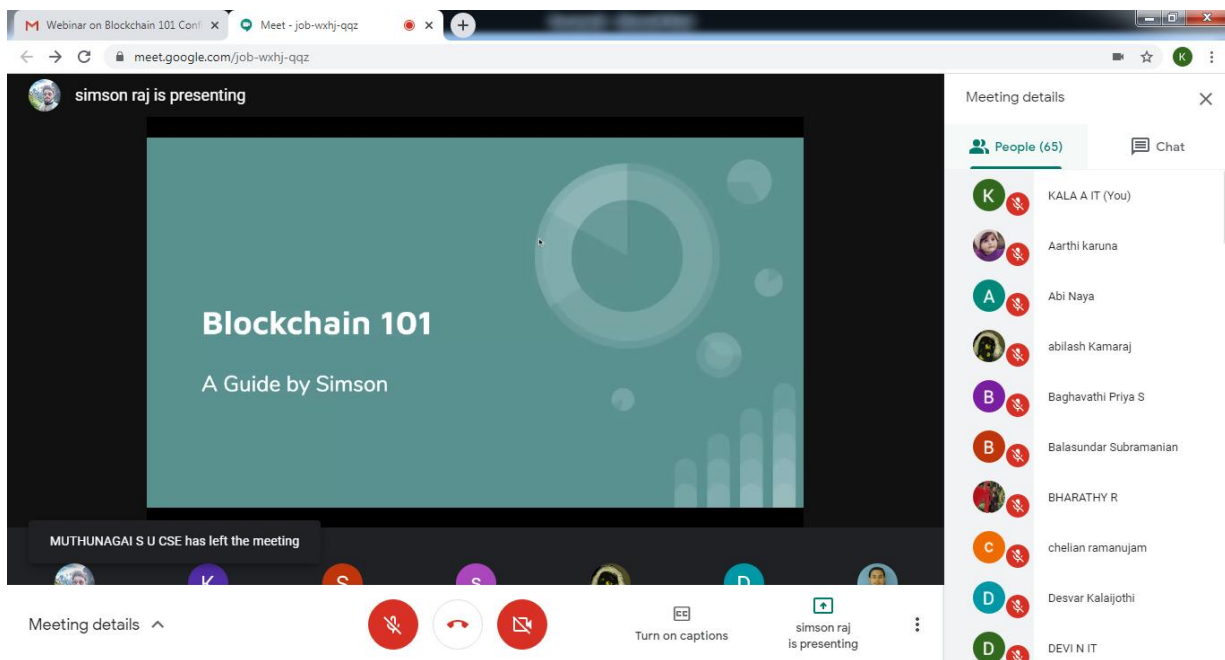 Webinar on Blockchain 101 Conf
Meet - job-wxhj-qqz
meet.google.com/job-wxhj-qqz
K
simson raj is presenting
Blockchain 101
A Guide by Simson
MUTHUNAGAI S U CSE has left the meeting
K
S
s
D
Meeting details
CC
Turn on captions
simson raj
is presenting
Meeting details
People (65)
Chat
K
KALA A IT (You)
Aarthi karuna
A
Abi Naya
abilash Kamaraj
B
Baghavathi Priya S
B
Balasundar Subramanian
BHARATHY R
c
chelian ramanujam
D
Desvar Kalaijothi
D
DEVI N IT